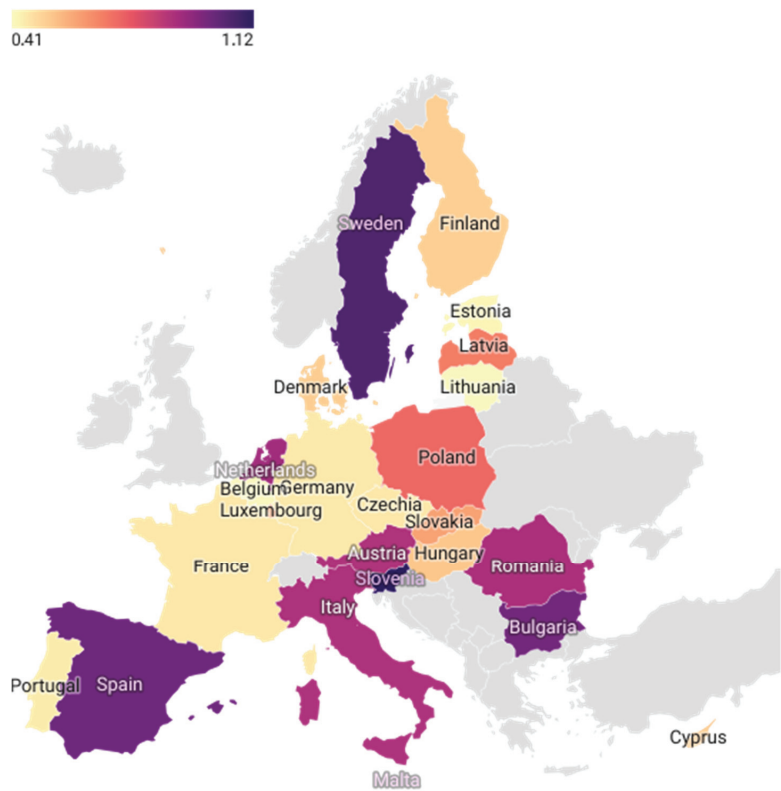 0.41 1.12
Sweden
Finland
Estonia
Latvia
Denmark
Lithuania
Poland
Netherlands
Belgium
Germany
Czechia
Luxembourg
Slovakia
Austria
Hungary
France
Romania
Slovenia
Italy
Bulgaria
Portugal
Spain
Cyprus
Malta